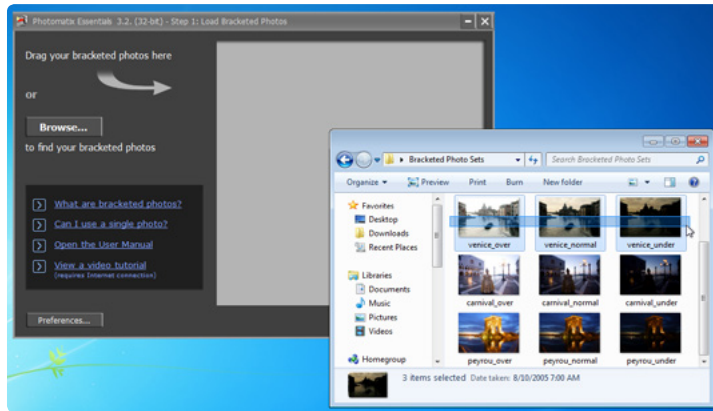 Photomatix Essentials 3.2. (32-bit) - Step 1: Load Bracketed Photos
Drag your bracketed photos here
or
Browse...
to find your bracketed photos
What are bracketed photos?
Can I use a single photo?
Open the User Manual
View a video tutorial
(requires Internet connection)
Preferences...
Bracketed Photo Sets
Search Bracketed Photo Sets
Organize Preview Print Burn New folder
Favorites
Desktop
Downloads
Recent Places
Libraries
Documents
Music
Pictures
Videos
Homegroup
venice_over venice_normal venice_under
carnival_over carnival_normal carnival_under
peyrou_over peyrou_normal peyrou_under
3 items selected Date taken: 8/10/2005 7:00 AM